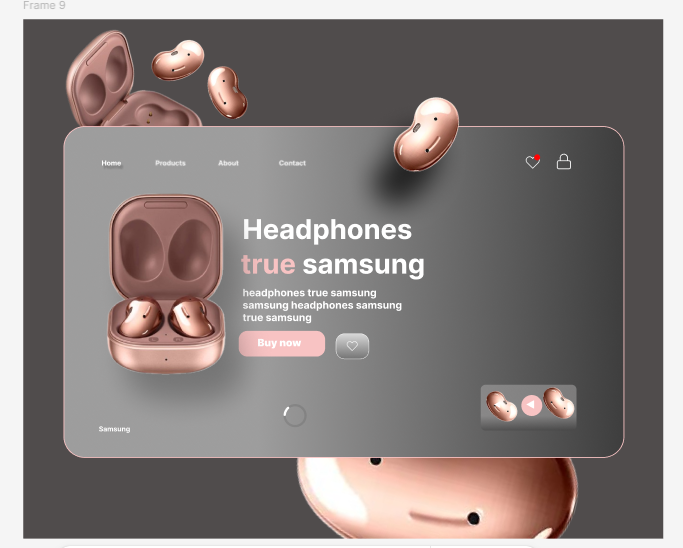 Frame 9
Home Products About Contact
Headphones
true samsung
headphones true samsung
samsung headphones samsung
true samsung
Buy now
Samsung